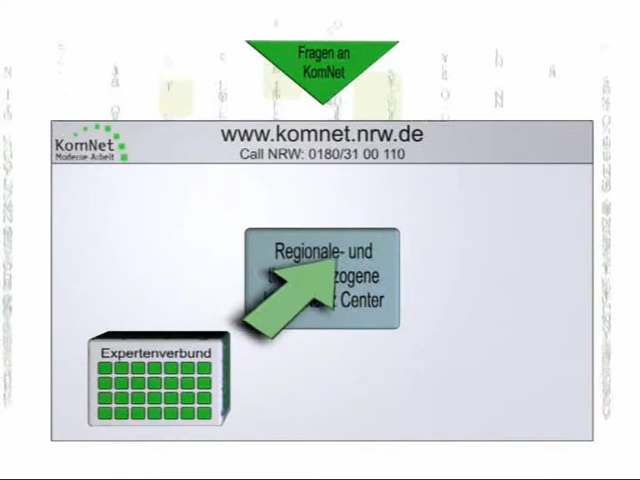 Fragen an
KomNet
www.komnet.nrw.de
KomNet
Moderne Arbeit
Call NRW: 0180/31 00 110
Regionale- und
zogene
Center
Expertenverbund